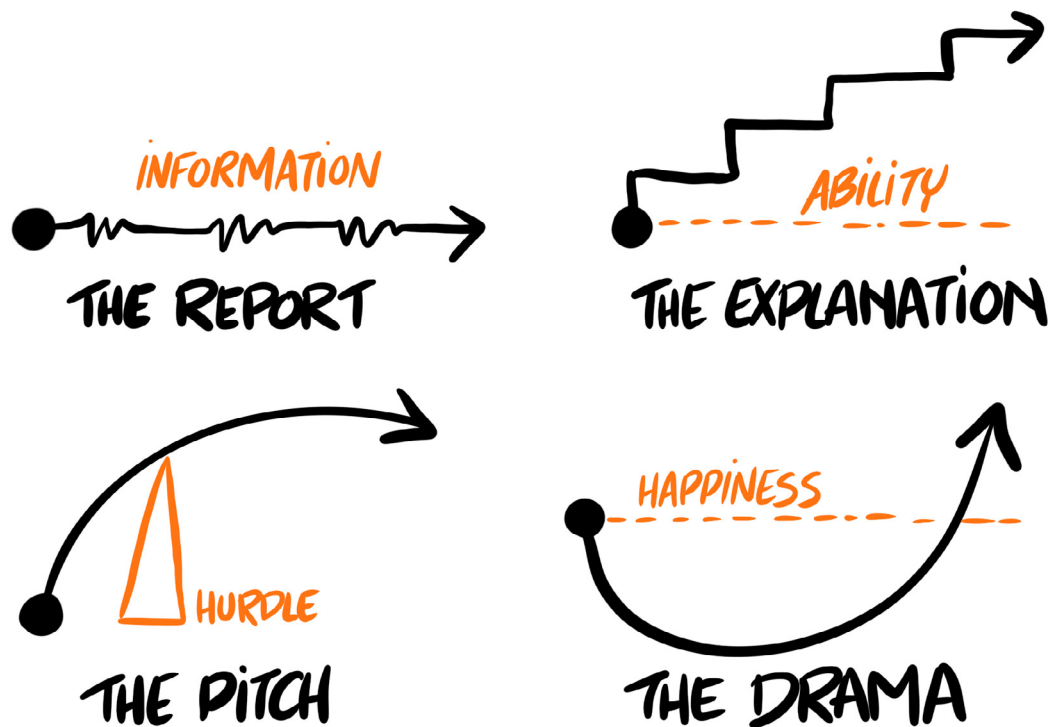 INFORMATION
THE REPORT
ABILITY
THE EXPLANATION
HURDLE
THE PITCH
HAPPINESS
THE DRAMA